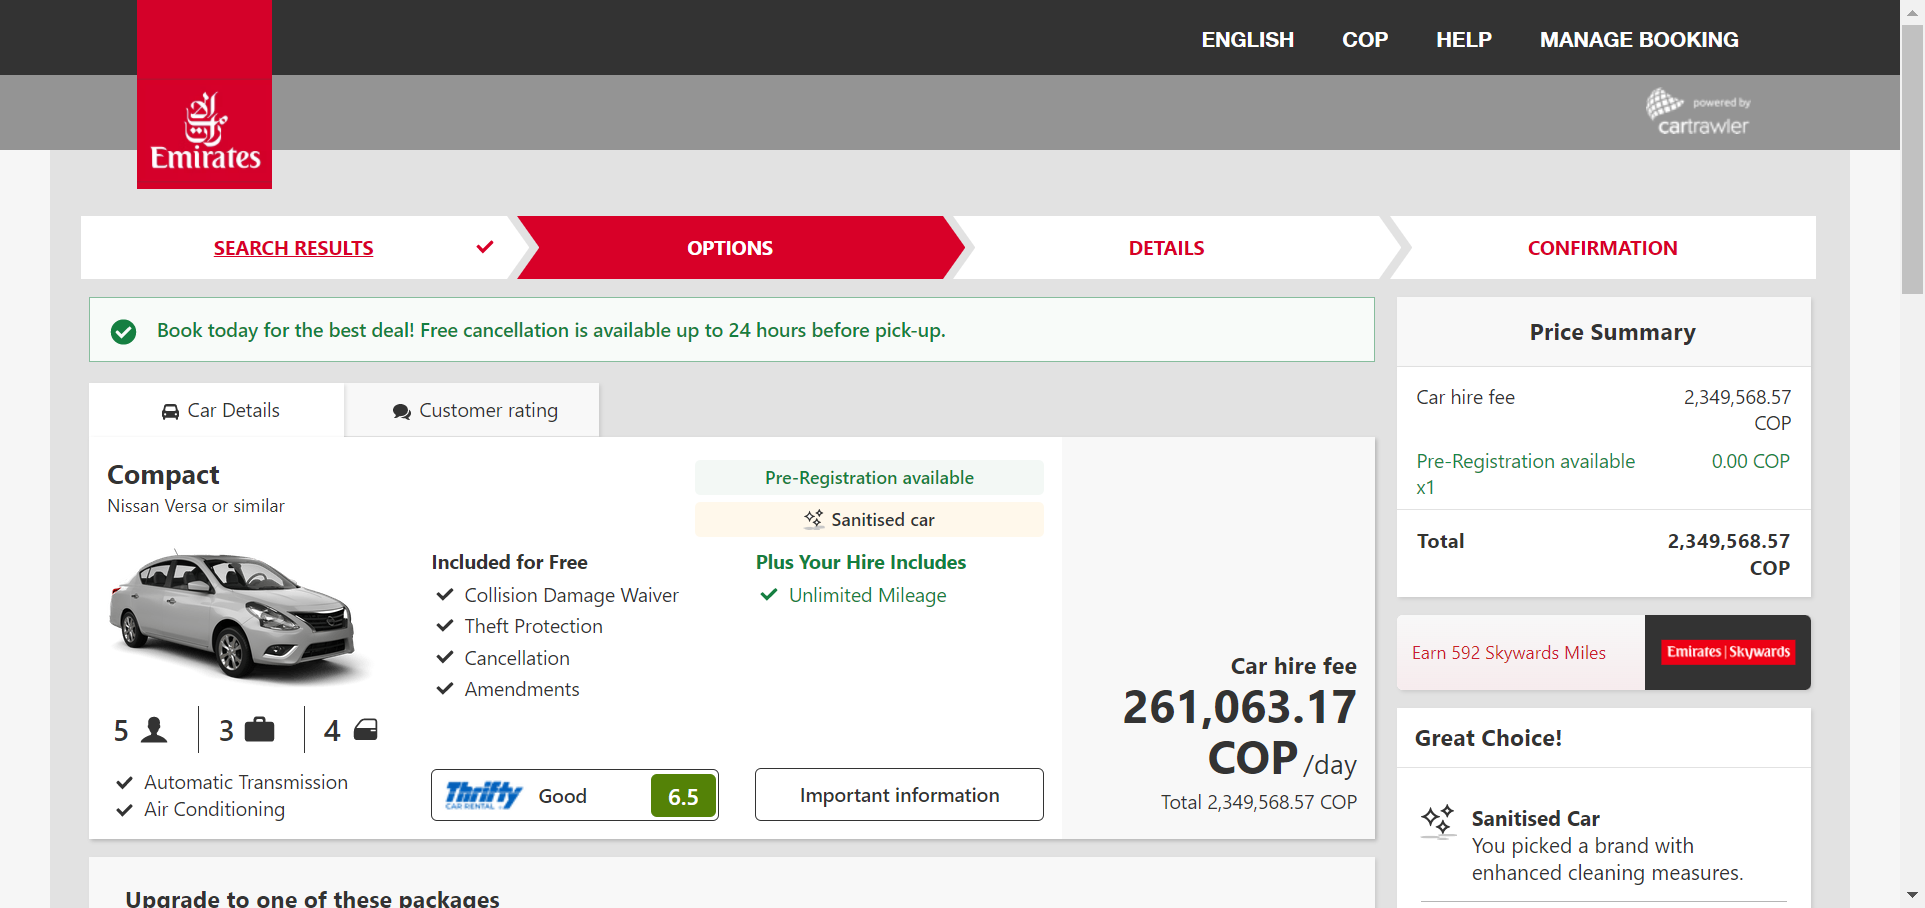 ENGLISH
COP
HELP
MANAGE BOOKING
powered by
cartrawler
Emirates
SEARCH RESULTS
OPTIONS
DETAILS
CONFIRMATION
Book today for the best deal! Free cancellation is available up to 24 hours before pick-up.
Car Details
Customer rating
Compact
Nissan Versa or similar
Pre-Registration available
Sanitised car
Included for Free
Collision Damage Waiver
Theft Protection
Cancellation
Amendments
Plus Your Hire Includes
Unlimited Mileage
5
3
4
Automatic Transmission
Air Conditioning
Thrifty
CAR RENTAL
Good
6.5
Important information
Car hire fee
261,063.17
COP /day
Total 2,349,568.57 COP
Upgrade to one of these packages
Price Summary
Car hire fee
2,349,568.57
COP
Pre-Registration available
x1
0.00 COP
Total
2,349,568.57
COP
Earn 592 Skywards Miles
Emirates | Skywards
Great Choice!
Sanitised Car
You picked a brand with
enhanced cleaning measures.